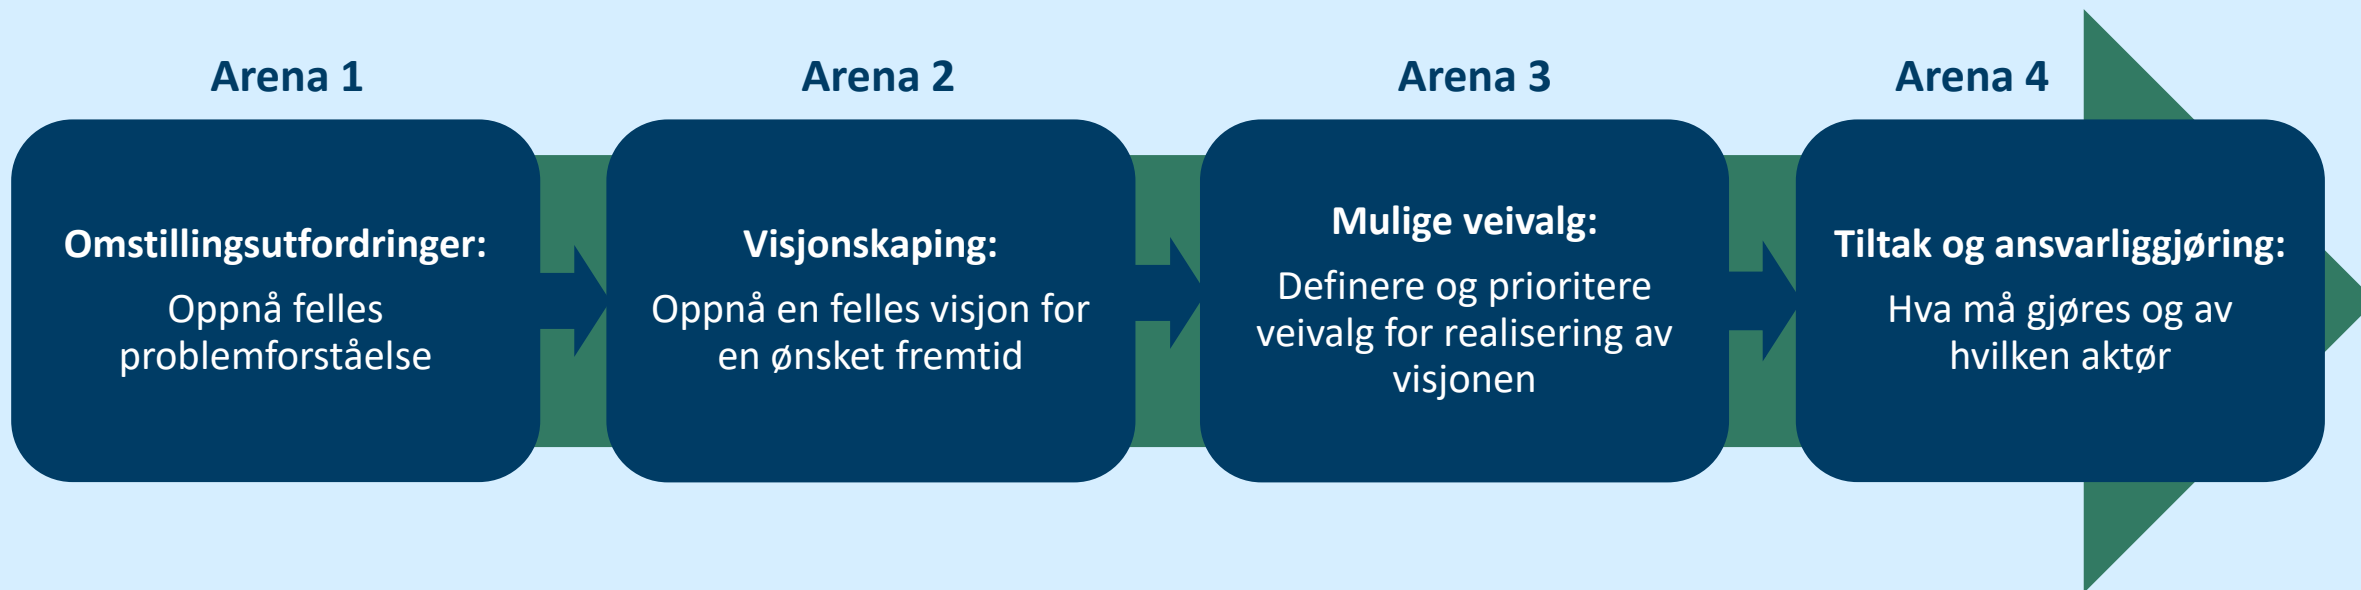 Arena 1
Omstillingsutfordringer:
Oppnå felles
problemforståelse
Arena 2
Visjonskaping:
Oppnå en felles visjon for
en ønsket fremtid
Arena 3
Mulige veivalg:
Definere og prioritere
veivalg for realisering av
visjonen
Arena 4
Tiltak og ansvarliggjøring:
Hva må gjøres og av
hvilken aktør